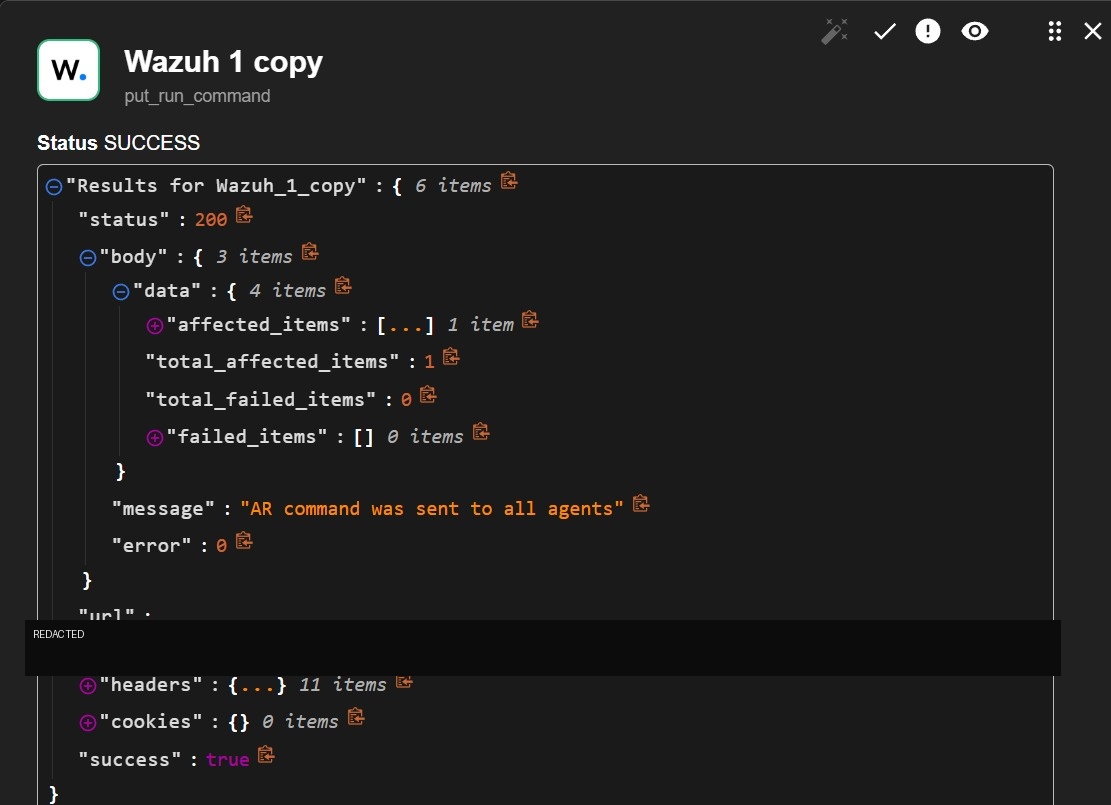 W.
Wazuh 1 copy
put_run_command
Status SUCCESS
"Results for Wazuh_1_copy" : { 6 items
"status" : 200
"body" : { 3 items
"data" : { 4 items
"affected_items" : [...] 1 item
"total_affected_items" : 1
"total_failed_items" : 0
"failed_items" : [] 0 items
}
"message" : "AR command was sent to all agents"
"error" : 0
}
"url" :
REDACTED
"headers" : {...} 11 items
"cookies" : {} 0 items
"success" : true
}